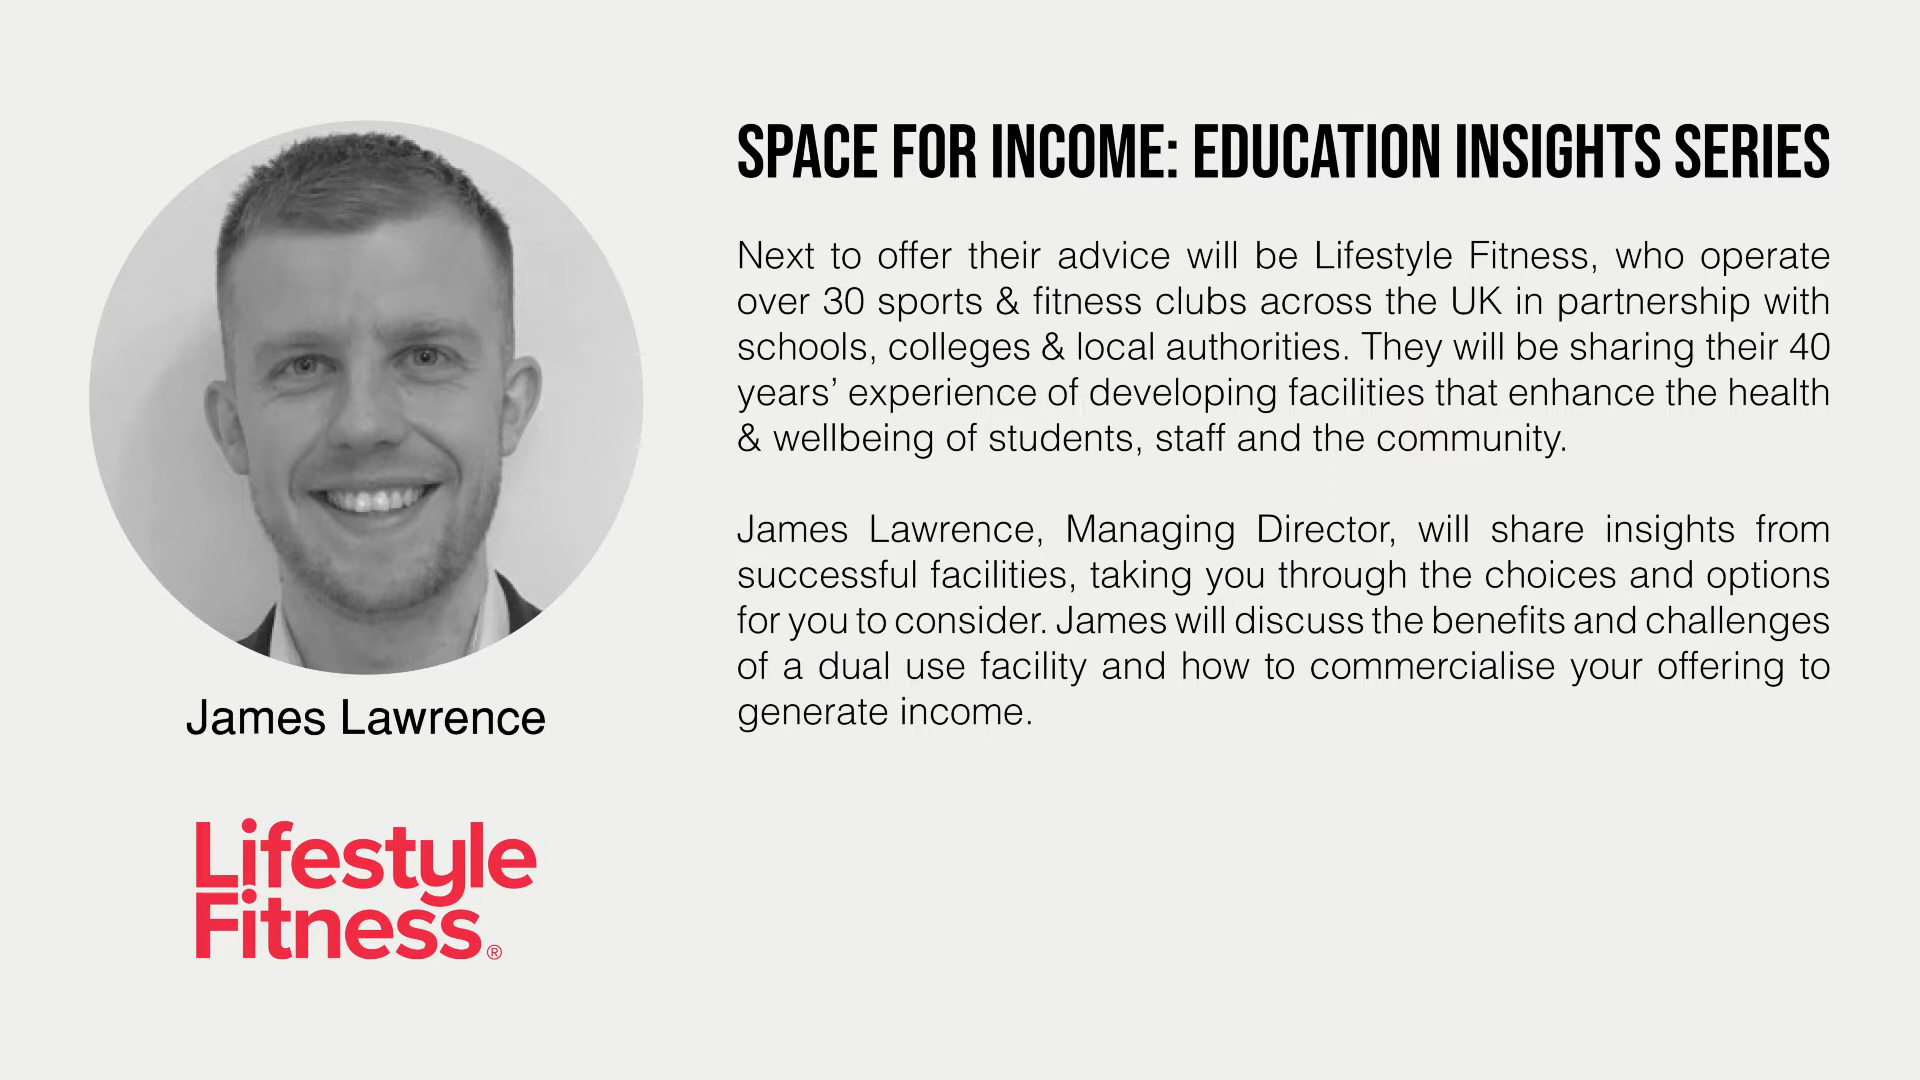 SPACE FOR INCOME: EDUCATION INSIGHTS SERIES
Next to offer their advice will be Lifestyle Fitness, who operate
over 30 sports & fitness clubs across the UK in partnership with
schools, colleges & local authorities. They will be sharing their 40
years’ experience of developing facilities that enhance the health
& wellbeing of students, staff and the community.
James Lawrence, Managing Director, will share insights from
successful facilities, taking you through the choices and options
for you to consider. James will discuss the benefits and challenges
of a dual use facility and how to commercialise your offering to
generate income.
James Lawrence
Lifestyle
Fitness®